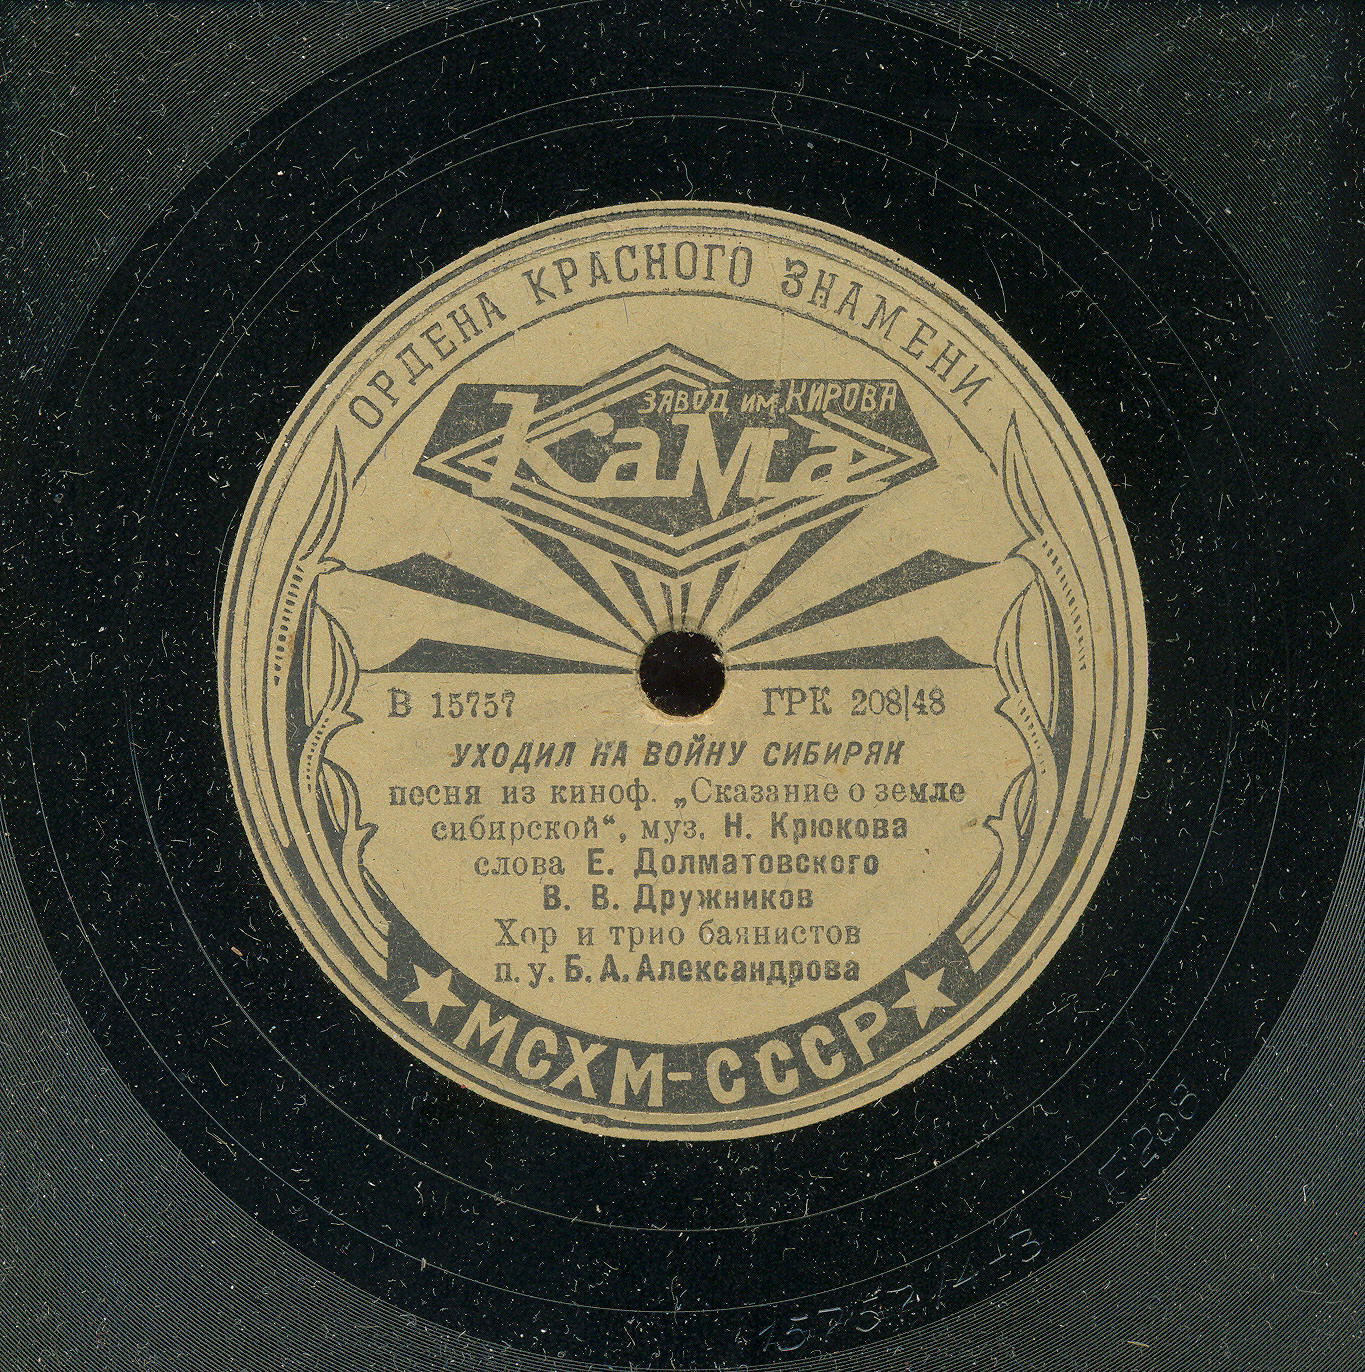 ОРДЕНА КРАСНОГО ЗНАМЕНИ
ЗАВОД им. КИРОВА
КаМа
В 15757
ГРК 208|48
УХОДИЛ НА ВОЙНУ СИБИРЯК
песня из киноф. „Сказание о земле
сибирской“, муз. Н. Крюкова
слова Е. Долматовского
В. В. Дружников
Хор и трио баянистов
п. у. Б. А. Александрова
МСХМ-СССР